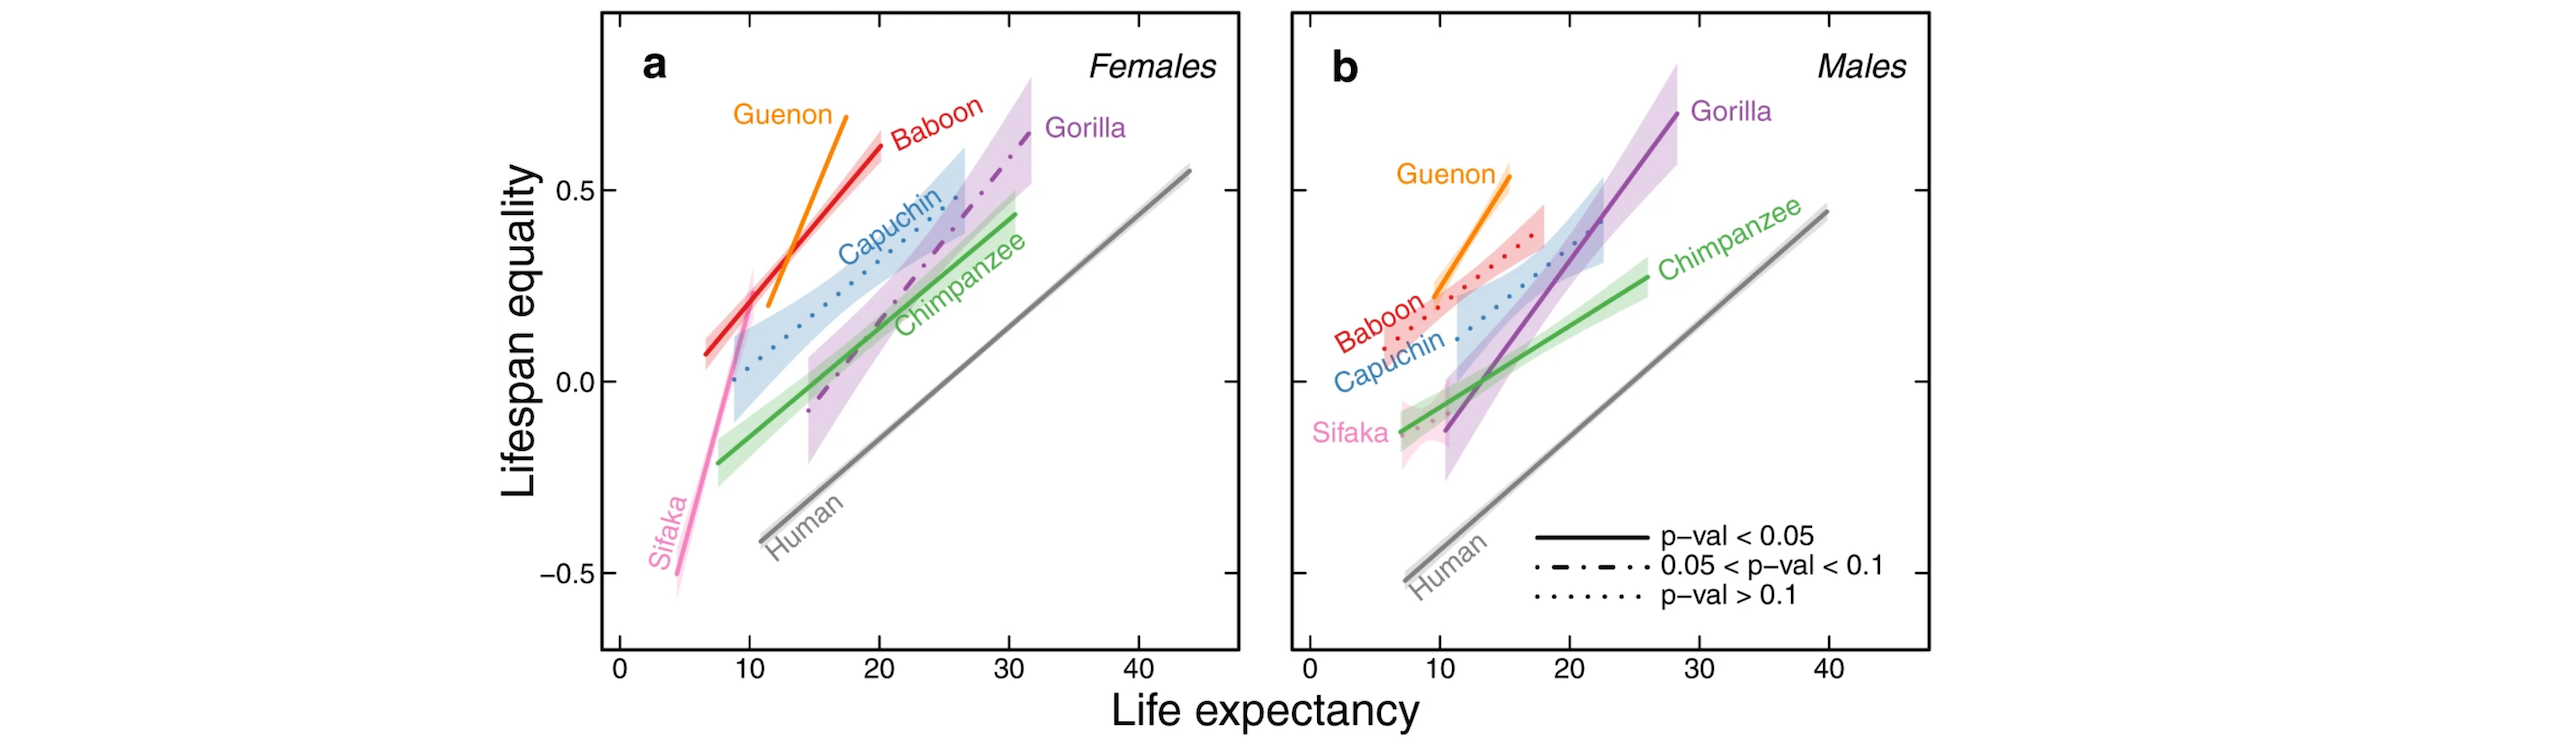 a
Females
Guenon
Baboon
Gorilla
Capuchin
Chimpanzee
Sifaka
Human
0.5
0.0
−0.5
Lifespan equality
0 10 20 30 40
b
Males
Gorilla
Guenon
Chimpanzee
Baboon
Capuchin
Sifaka
Human
p−val < 0.05
0.05 < p−val < 0.1
p−val > 0.1
0 10 20 30 40
Life expectancy